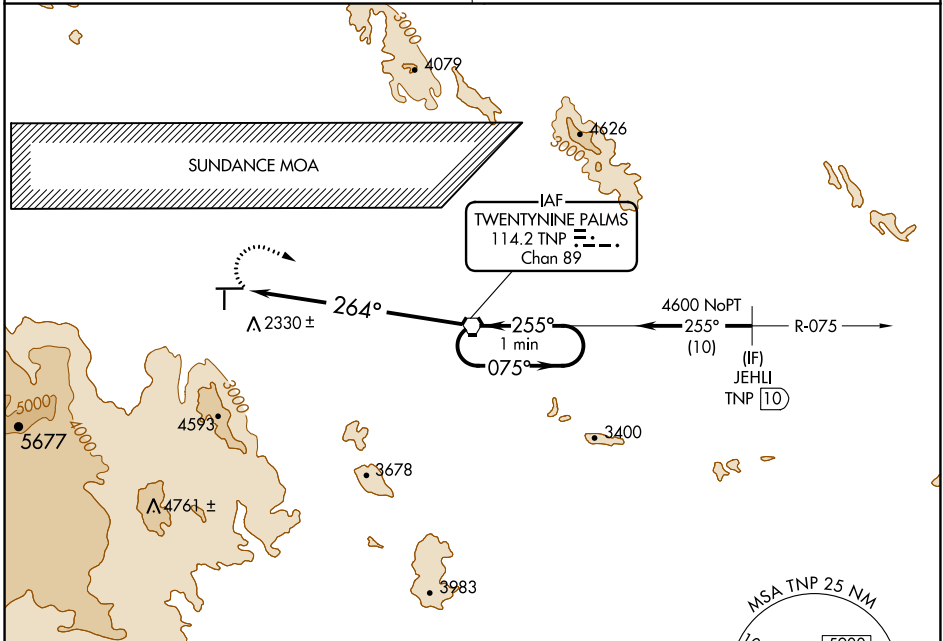 3000
4079
4626
3000
SUNDANCE MOA
IAF
TWENTYNINE PALMS
114.2 TNP
Chan 89
264°
2330 ±
255°
1 min
075°
4600 NoPT
255°
(10)
R-075
(IF)
JEHLI
TNP 10
3000
5000
4000
4593
5677
3400
3678
4761 ±
3983
MSA TNP 25 NM